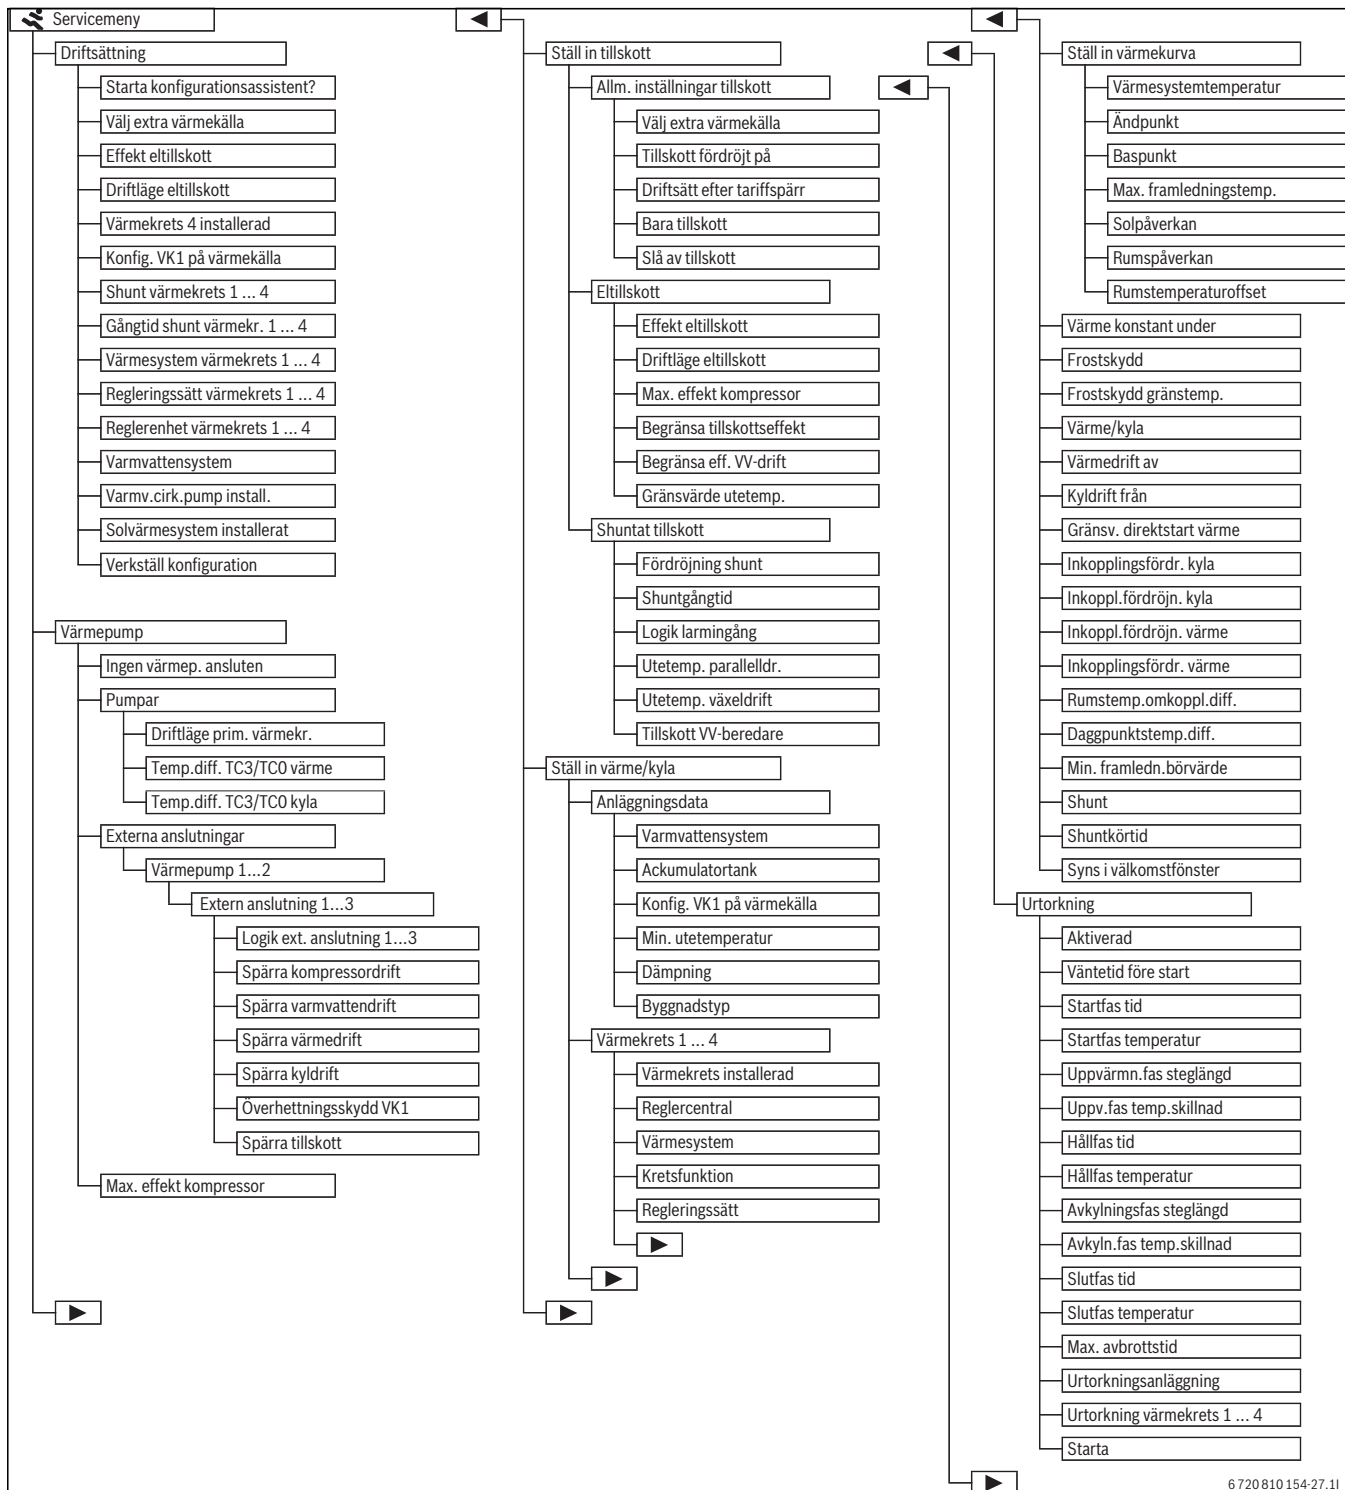 Servicemeny
Driftsättning
Starta konfigurationsassistent?
Välj extra värmekälla
Effekt eltillskott
Driftläge eltillskott
Värmekrets 4 installerad
Konfig. VK1 på värmekälla
Shunt värmekrets 1 ... 4
Gångtid shunt värmekr. 1 ... 4
Värmesystem värmekrets 1 ... 4
Regleringssätt värmekrets 1 ... 4
Reglerenhet värmekrets 1 ... 4
Varmvattensystem
Varmv.cirk.pump install.
Solvärmesystem installerat
Verkställ konfiguration
Värmepump
Ingen värmep. ansluten
Pumpar
Driftläge prim. värmekr.
Temp.diff. TC3/TC0 värme
Temp.diff. TC3/TC0 kyla
Externa anslutningar
Värmepump 1...2
Extern anslutning 1...3
Logik ext. anslutning 1...3
Spärra kompressordrift
Spärra varmvattendrift
Spärra värmedrift
Spärra kyldrift
Överhettningsskydd VK1
Spärra tillskott
Max. effekt kompressor
Ställ in tillskott
Allm. inställningar tillskott
Välj extra värmekälla
Tillskott fördröjt på
Driftsätt efter tariffspärr
Bara tillskott
Slå av tillskott
Eltillskott
Effekt eltillskott
Driftläge eltillskott
Max. effekt kompressor
Begränsa tillskottseffekt
Begränsa eff. VV-drift
Gränsvärde utetemp.
Shuntat tillskott
Fördröjning shunt
Shuntgångtid
Logik larmingång
Utetemp. parallelldr.
Utetemp. växeldrift
Tillskott VV-beredare
Ställ in värme/kyla
Anläggningsdata
Varmvattensystem
Ackumulatortank
Konfig. VK1 på värmekälla
Min. utetemperatur
Dämpning
Byggnadstyp
Värmekrets 1 ... 4
Värmekrets installerad
Reglercentral
Värmesystem
Kretsfunktion
Regleringssätt
Ställ in värmekurva
Värmesystemtemperatur
Ändpunkt
Baspunkt
Max. framledningstemp.
Solpåverkan
Rumspåverkan
Rumstemperaturoffset
Värme konstant under
Frostskydd
Frostskydd gränstemp.
Värme/kyla
Värmedrift av
Kyldrift från
Gränsv. direktstart värme
Inkopplingsfördr. kyla
Inkoppl.fördröjn. kyla
Inkoppl.fördröjn. värme
Inkopplingsfördr. värme
Rumstemp.omkoppl.diff.
Daggpunktstemp.diff.
Min. framledn.börvärde
Shunt
Shuntkörtid
Syns i välkomstfönster
Urtorkning
Aktiverad
Väntetid före start
Startfas tid
Startfas temperatur
Uppvärmn.fas steglängd
Uppv.fas temp.skillnad
Hållfas tid
Hållfas temperatur
Avkylningsfas steglängd
Avkyln.fas temp.skillnad
Slutfas tid
Slutfas temperatur
Max. avbrottstid
Urtorkningsanläggning
Urtorkning värmekrets 1 ... 4
Starta
6 720 810 154-27.1I